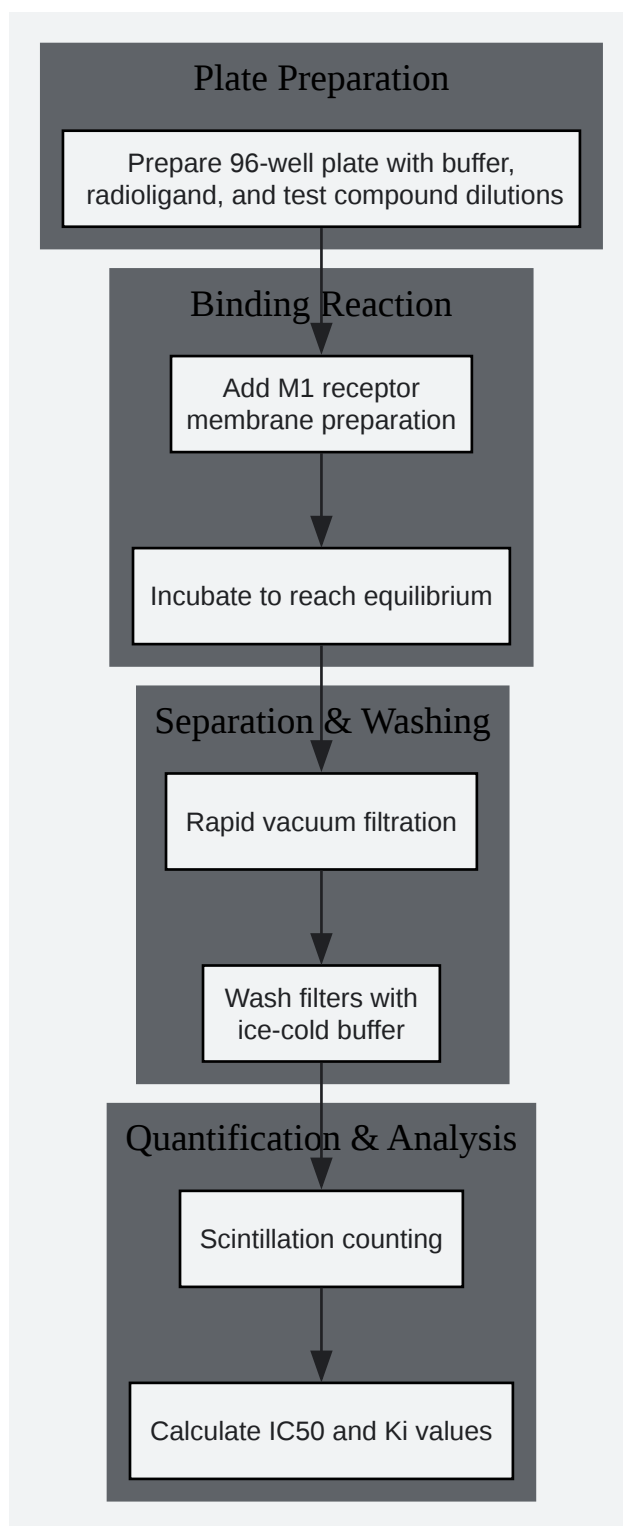 Plate Preparation
Prepare 96-well plate with buffer,
radioligand, and test compound dilutions
Binding Reaction
Add M1 receptor
membrane preparation
Incubate to reach equilibrium
Separation & Washing
Rapid vacuum filtration
Wash filters with
ice-cold buffer
Quantification & Analysis
Scintillation counting
Calculate IC50 and Ki values